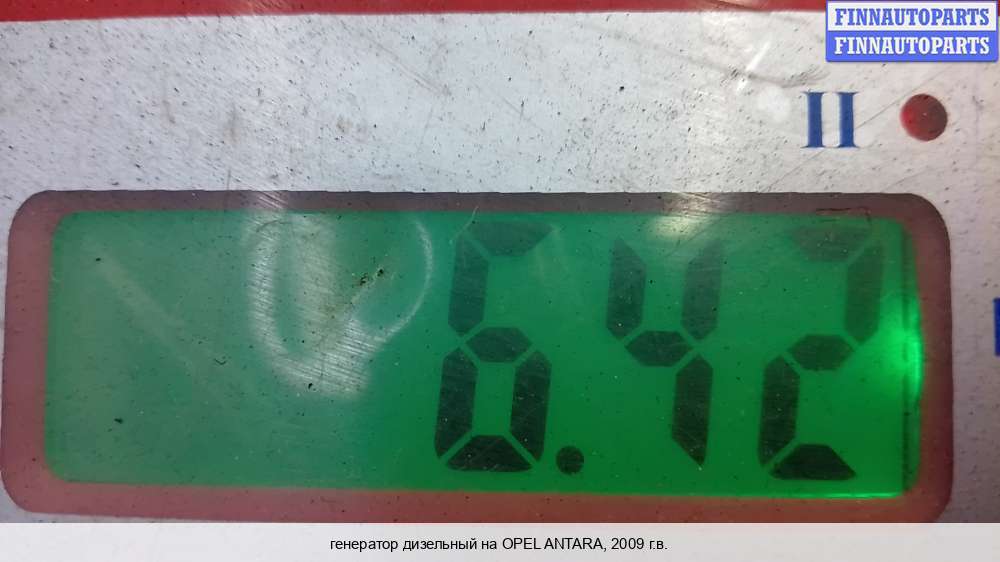 FINNAUTOPARTS
FINNAUTOPARTS
II
6.42
генератор дизельный на OPEL ANTARA, 2009 г.в.